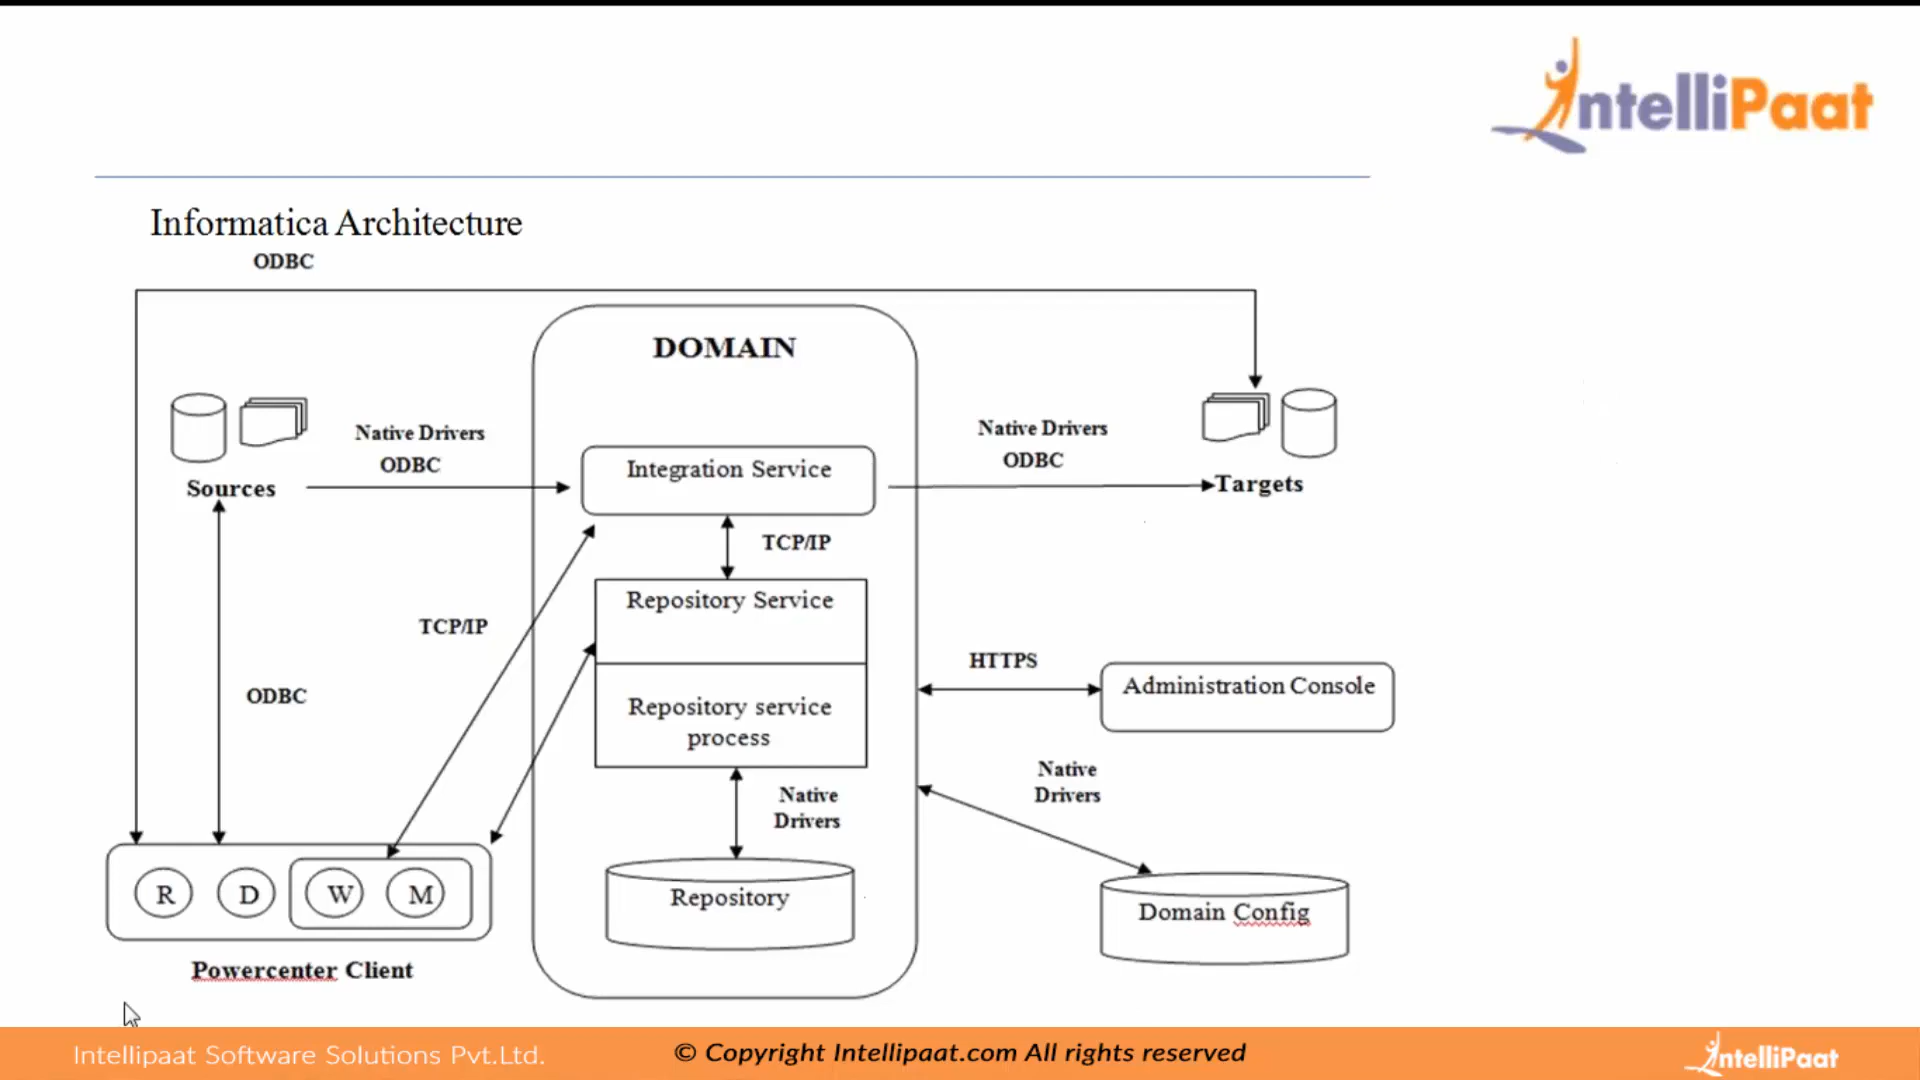 IntelliPaat
Informatica Architecture
ODBC
DOMAIN
Native Drivers
ODBC
Sources
Integration Service
Native Drivers
ODBC
Targets
TCP/IP
Repository Service
TCP/IP
HTTPS
Administration Console
ODBC
Repository service
process
Native
Drivers
Native
Drivers
R D W M
Repository
Domain Config
Powercenter Client
Intellipaat Software Solutions Pvt.Ltd.
© Copyright Intellipaat.com All rights reserved
IntelliPaat